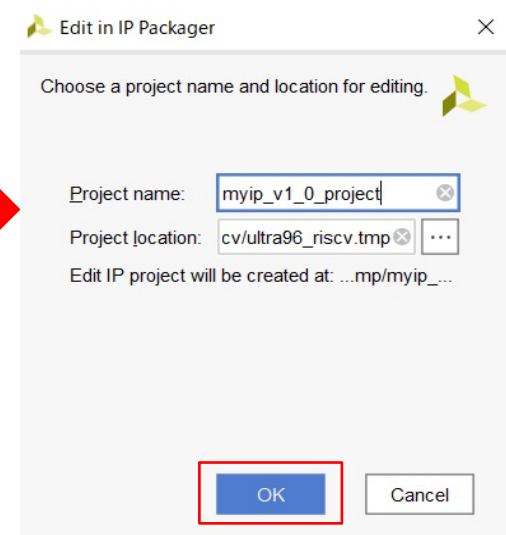 Edit in IP Packager
Choose a project name and location for editing.
Project name: myip_v1_0_project
Project location: cv/ultra96_riscv.tmp ...
Edit IP project will be created at: ...mp/myip_...
OK Cancel